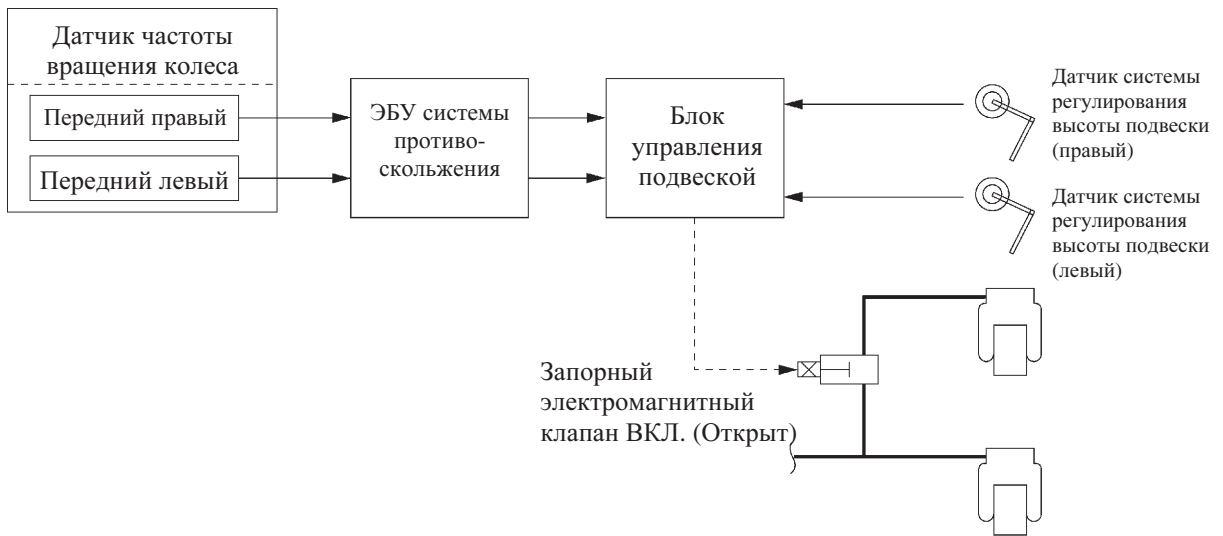 Датчик частоты
вращения колеса
Передний правый
Передний левый
ЭБУ системы
противо-
скольжения
Блок
управления
подвеской
Датчик системы
регулирования
высоты подвески
(правый)
Датчик системы
регулирования
высоты подвески
(левый)
Запорный
электромагнитный
клапан ВКЛ. (Открыт)